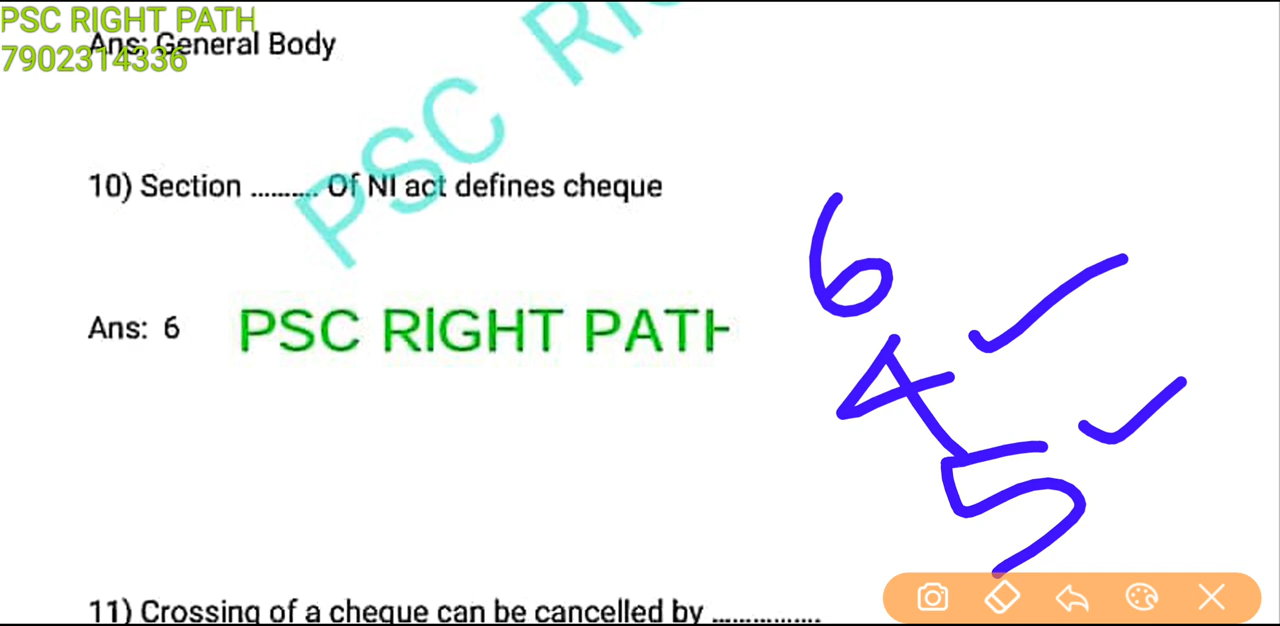 PSC RIGHT PATH
Ans: General Body
7902314336
PSC RI
10) Section .......... Of NI act defines cheque
6
Ans: 6
PSC RIGHT PATH
4
5
11) Crossing of a cheque can be cancelled by ................